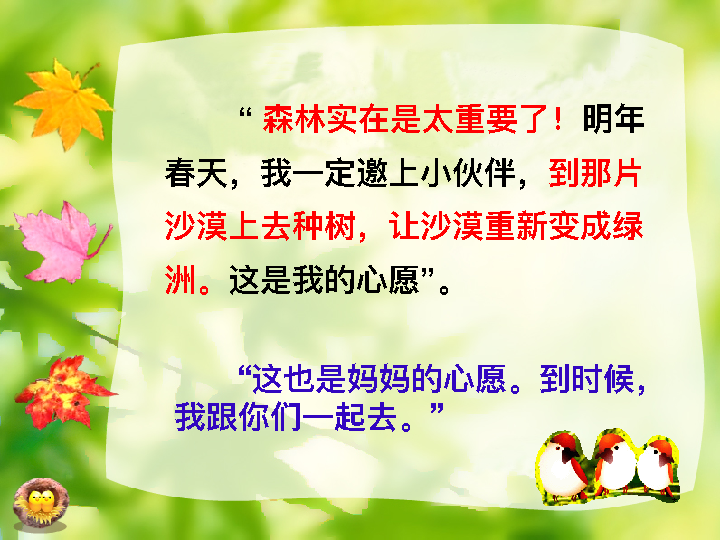 “ 森林实在是太重要了！明年
春天，我一定邀上小伙伴，到那片
沙漠上去种树，让沙漠重新变成绿
洲。这是我的心愿”。
“这也是妈妈的心愿。到时候，
我跟你们一起去。”